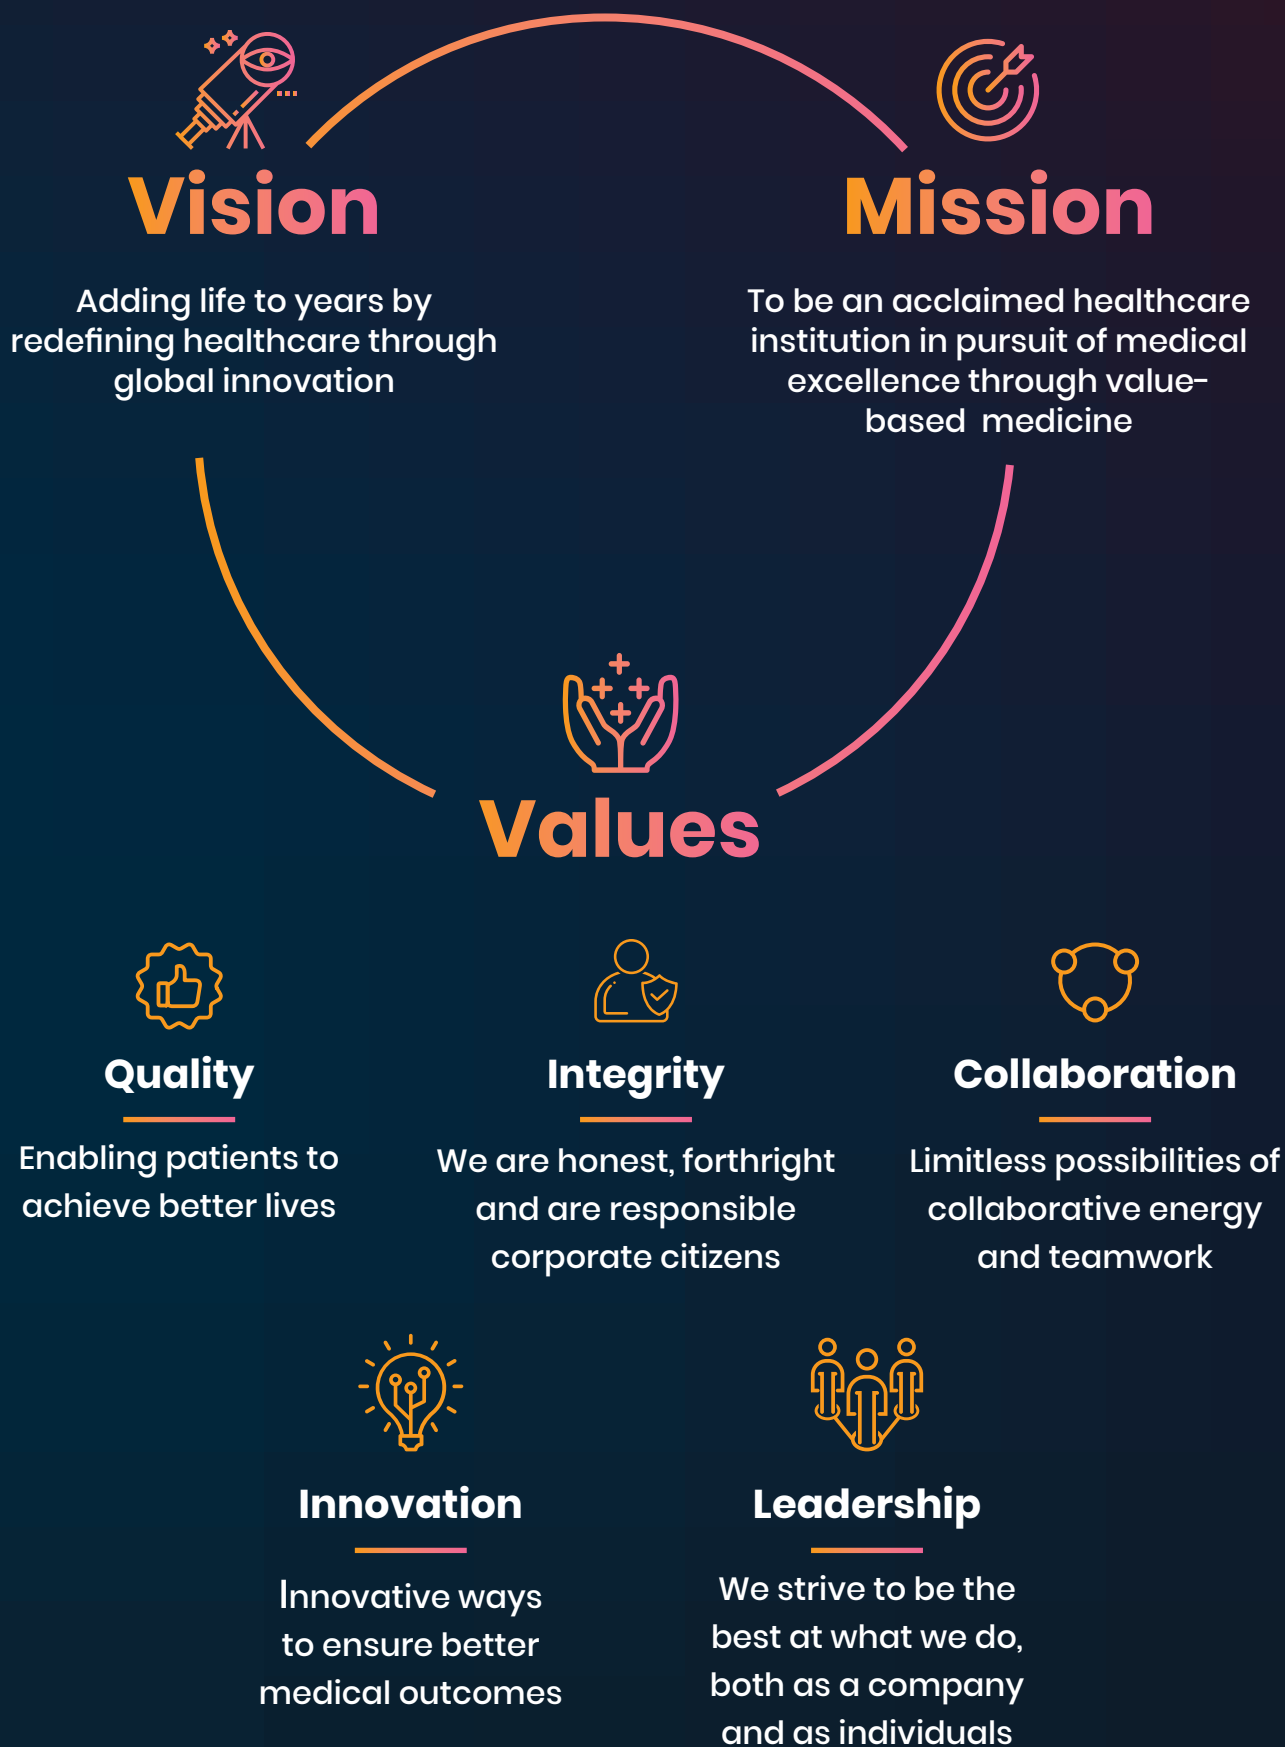 Vision
Adding life to years by
redefining healthcare through
global innovation
Mission
To be an acclaimed healthcare
institution in pursuit of medical
excellence through value-
based  medicine
Values
Quality
Enabling patients to
achieve better lives
Integrity
We are honest, forthright
and are responsible
corporate citizens
Collaboration
Limitless possibilities of
collaborative energy
and teamwork
Innovation
Innovative ways
to ensure better
medical outcomes
Leadership
We strive to be the
best at what we do,
both as a company
and as individuals